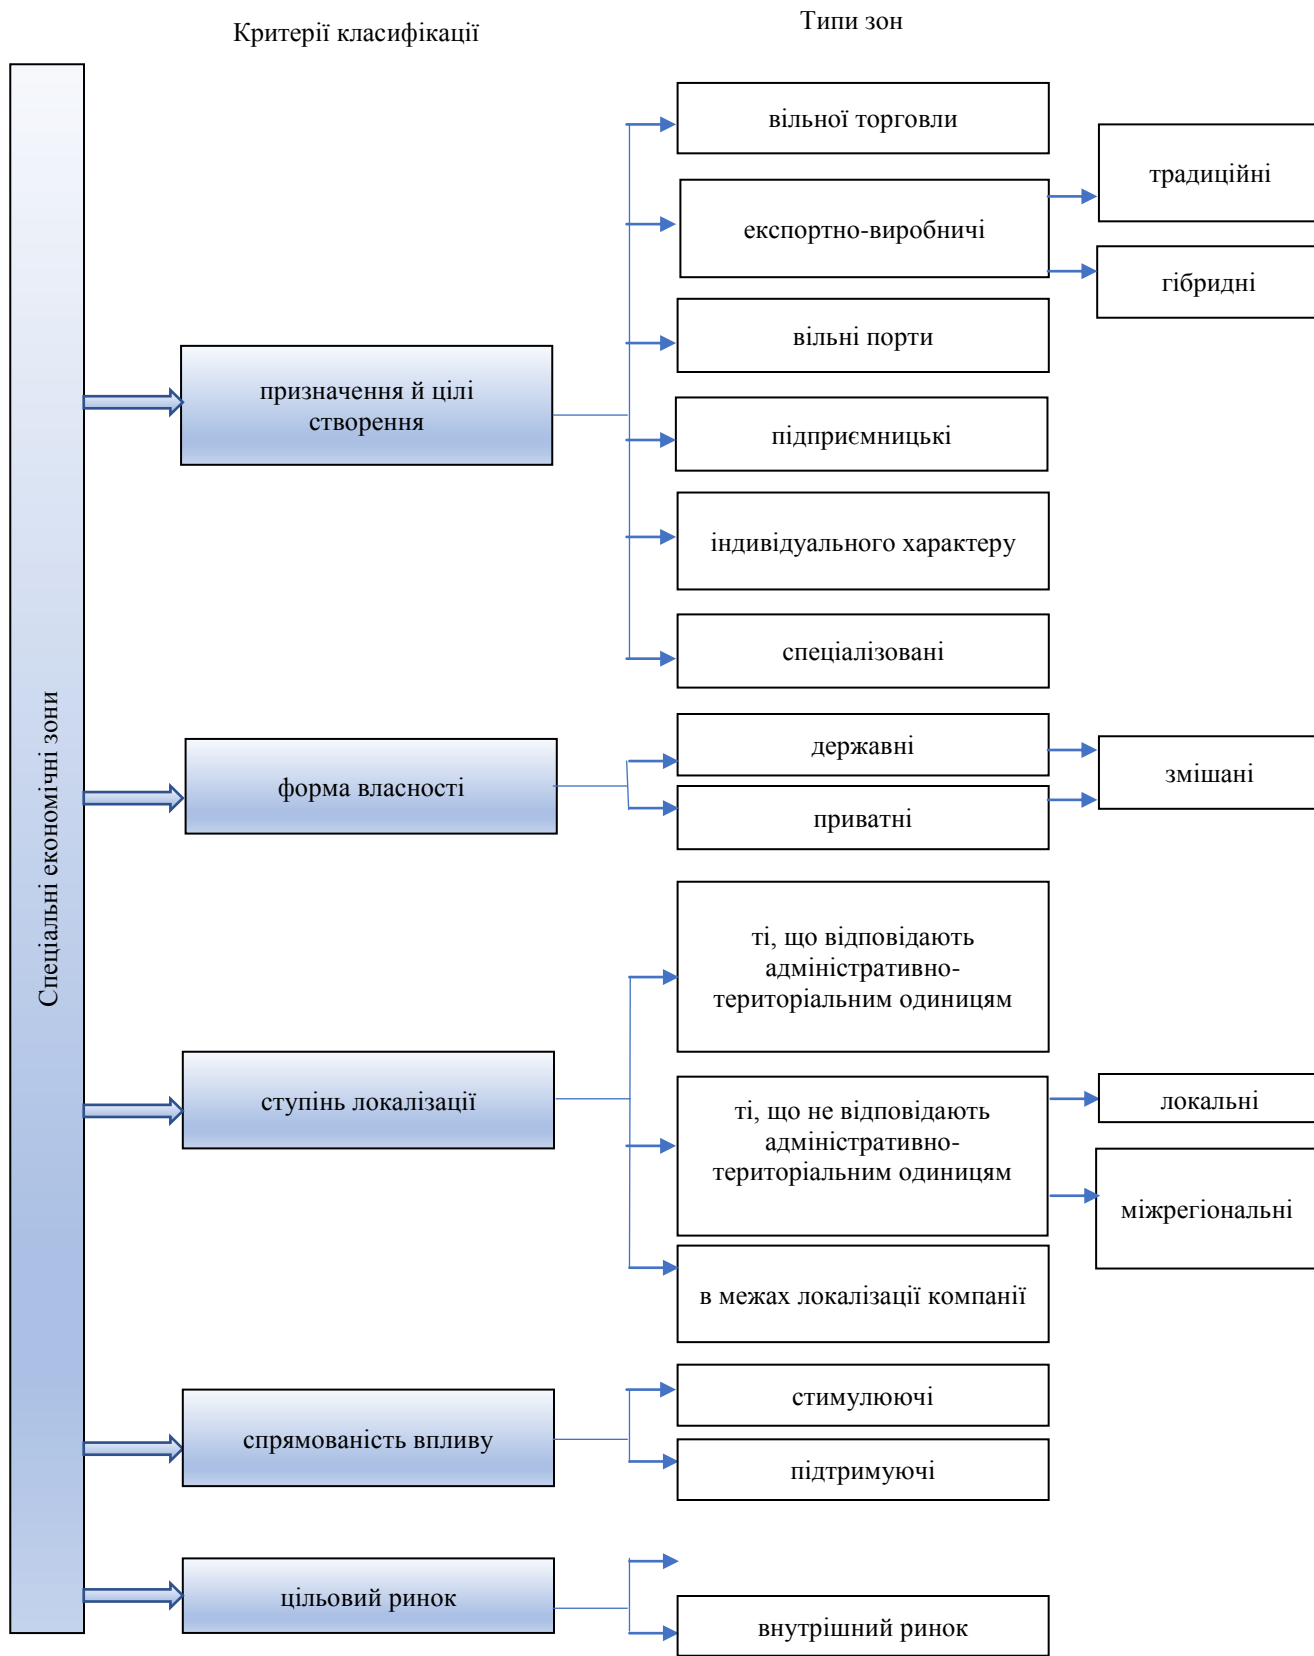 Критерії класифікації
Типи зон
Спеціальні економічні зони
призначення й цілі
створення
вільної торговли
експортно-виробничі
традиційні
гібридні
вільні порти
підприємницькі
індивідуального характеру
спеціалізовані
форма власності
державні
приватні
змішані
ступінь локалізації
ті, що відповідають
адміністративно-
територіальним одиницям
ті, що не відповідають
адміністративно-
територіальним одиницям
локальні
міжрегіональні
в межах локалізації компанії
спрямованість впливу
стимулюючі
підтримуючі
цільовий ринок
внутрішний ринок